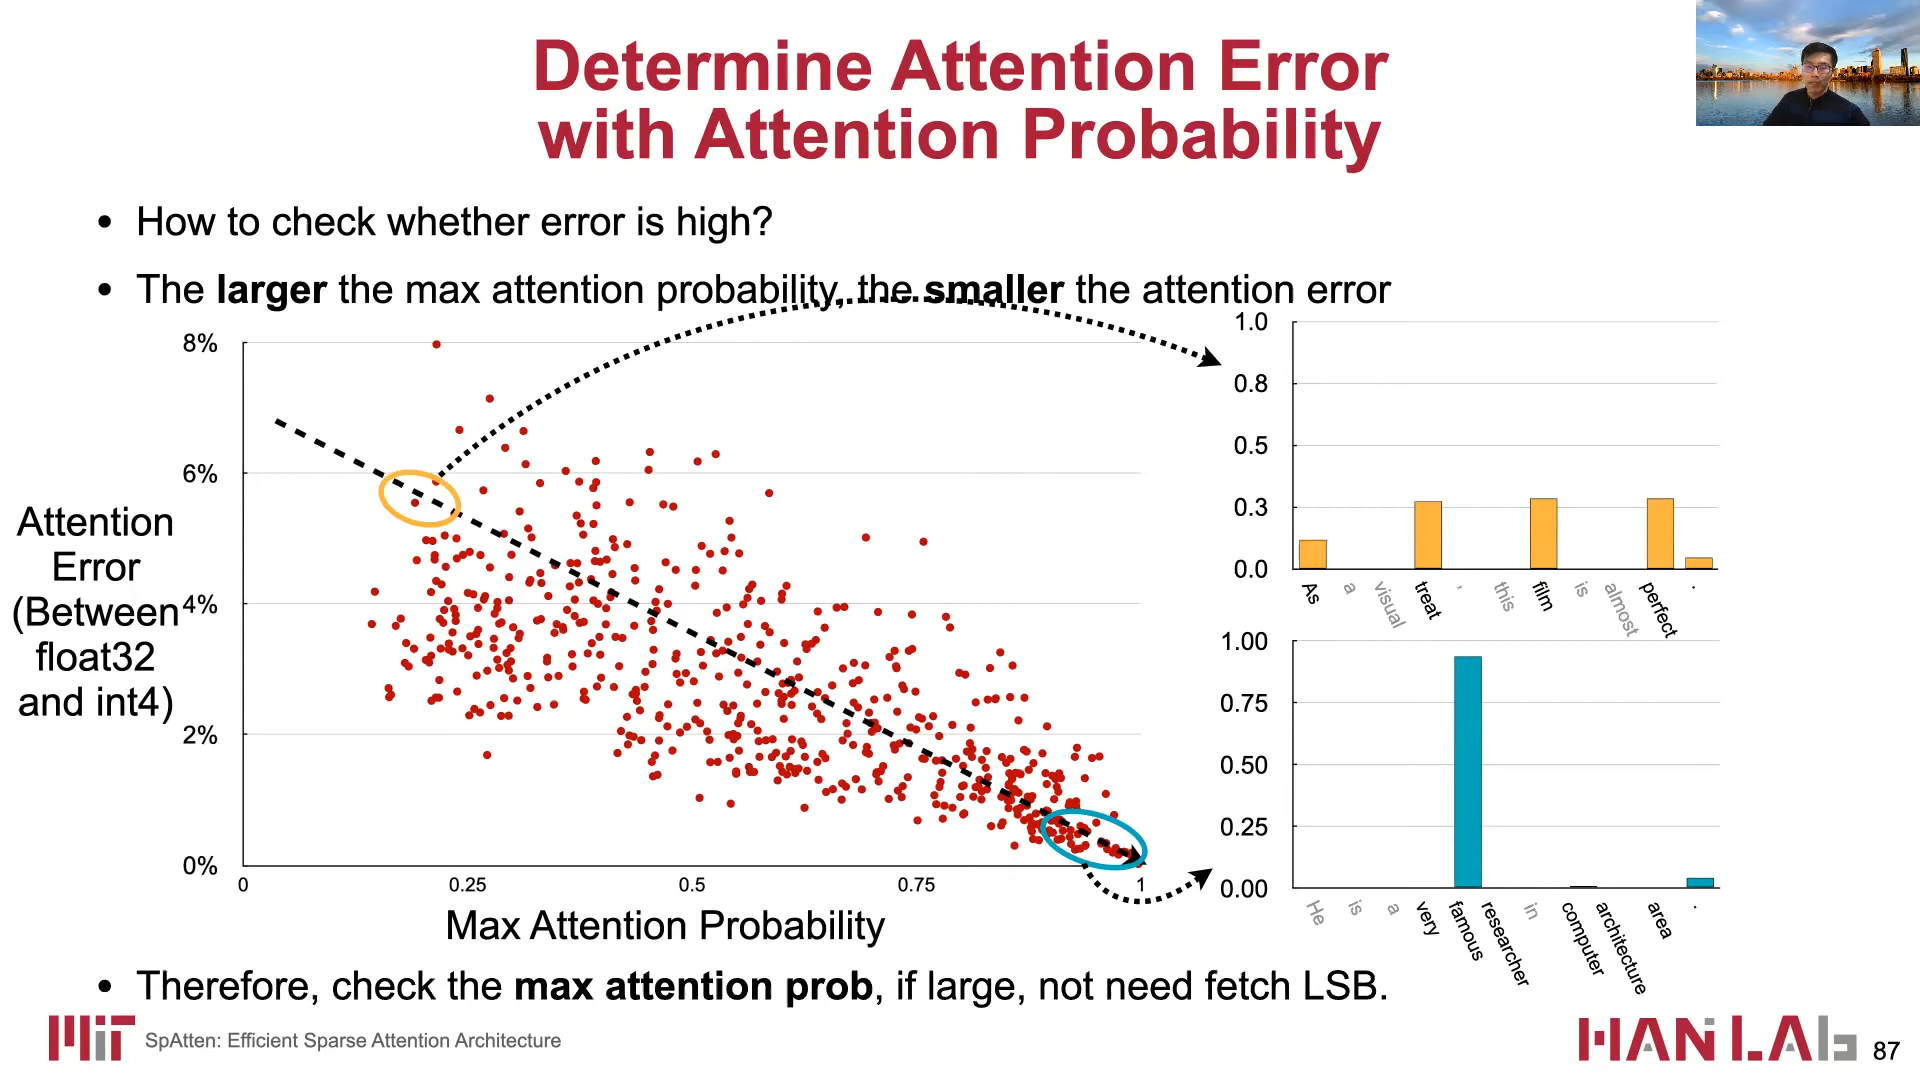 Determine Attention Error
with Attention Probability
• How to check whether error is high?
• The larger the max attention probability, the smaller the attention error
Attention
Error
(Between
float32
and int4)
8%
6%
4%
2%
0%
0
0.25
0.5
0.75
1
Max Attention Probability
1.0
0.8
0.5
0.3
0.0
As
a
visual
treat
,
this
film
is
almost
perfect
.
1.00
0.75
0.50
0.25
0.00
He
is
a
very
famous
researcher
in
computer
architecture
area
.
• Therefore, check the max attention prob, if large, not need fetch LSB.
MIT
SpAtten: Efficient Sparse Attention Architecture
HAN LAb
87